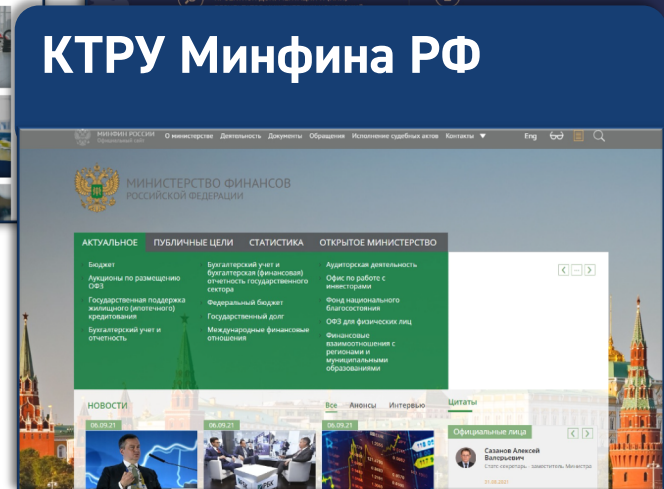 КТРУ Минфина РФ
МИНФИН РОССИИ
Официальный сайт
О министерстве Деятельность Документы Обращения Исполнение судебных актов Контакты Eng
МИНИСТЕРСТВО ФИНАНСОВ
РОССИЙСКОЙ ФЕДЕРАЦИИ
АКТУАЛЬНОЕ ПУБЛИЧНЫЕ ЦЕЛИ СТАТИСТИКА ОТКРЫТОЕ МИНИСТЕРСТВО
Бюджет
Аукционы по размещению
ОФЗ
Государственная поддержка
жилищного (ипотечного)
кредитования
Бухгалтерский учет и
отчетность
Бухгалтерский учет и
бухгалтерская (финансовая)
отчетность государственного
сектора
Федеральный бюджет
Государственный долг
Международные финансовые
отношения
Аудиторская деятельность
Офис по работе с
инвесторами
Фонд национального
благосостояния
ОФЗ для физических лиц
Финансовые
взаимоотношения с
регионами и
муниципальными
образованиями
НОВОСТИ
Все Анонсы Интервью
06.09.21
06.09.21
РБК
06.09.21
Цитаты
Официальные лица
Сазанов Алексей
Валерьевич
Статс-секретарь - заместитель Министра